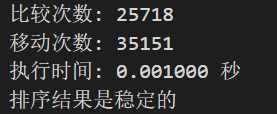 比较次数: 25718
移动次数: 35151
执行时间: 0.001000 秒
排序结果是稳定的